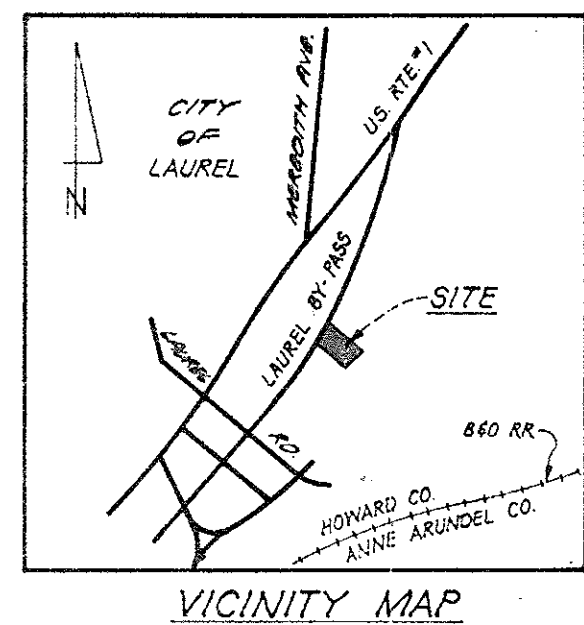 CITY
OF
LAUREL
MEREDITH AVE.
U.S. RTE. #1
N
LAUREL BY-PASS
SITE
LAUREL
RD.
B&O RR
HOWARD CO.
ANNE ARUNDEL CO.
VICINITY MAP